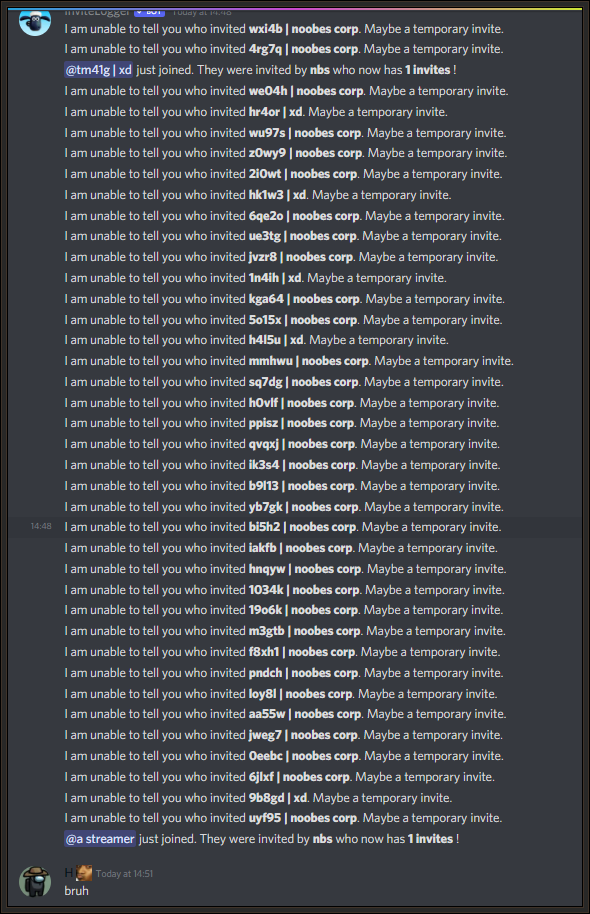 InviteLogger BOT Today at 14:48
I am unable to tell you who invited wxi4b | noobes corp. Maybe a temporary invite.
I am unable to tell you who invited 4rg7q | noobes corp. Maybe a temporary invite.
@tm41g | xd just joined. They were invited by nbs who now has 1 invites !
I am unable to tell you who invited we04h | noobes corp. Maybe a temporary invite.
I am unable to tell you who invited hr4or | xd. Maybe a temporary invite.
I am unable to tell you who invited wu97s | noobes corp. Maybe a temporary invite.
I am unable to tell you who invited z0wy9 | noobes corp. Maybe a temporary invite.
I am unable to tell you who invited 2i0wt | noobes corp. Maybe a temporary invite.
I am unable to tell you who invited hk1w3 | xd. Maybe a temporary invite.
I am unable to tell you who invited 6qe2o | noobes corp. Maybe a temporary invite.
I am unable to tell you who invited ue3tg | noobes corp. Maybe a temporary invite.
I am unable to tell you who invited jvzr8 | noobes corp. Maybe a temporary invite.
I am unable to tell you who invited 1n4ih | xd. Maybe a temporary invite.
I am unable to tell you who invited kga64 | noobes corp. Maybe a temporary invite.
I am unable to tell you who invited 5o15x | noobes corp. Maybe a temporary invite.
I am unable to tell you who invited h4l5u | xd. Maybe a temporary invite.
I am unable to tell you who invited mmhwu | noobes corp. Maybe a temporary invite.
I am unable to tell you who invited sq7dg | noobes corp. Maybe a temporary invite.
I am unable to tell you who invited h0vlf | noobes corp. Maybe a temporary invite.
I am unable to tell you who invited ppisz | noobes corp. Maybe a temporary invite.
I am unable to tell you who invited qvqxj | noobes corp. Maybe a temporary invite.
I am unable to tell you who invited ik3s4 | noobes corp. Maybe a temporary invite.
I am unable to tell you who invited b9l13 | noobes corp. Maybe a temporary invite.
I am unable to tell you who invited yb7gk | noobes corp. Maybe a temporary invite.
14:48 I am unable to tell you who invited bi5h2 | noobes corp. Maybe a temporary invite.
I am unable to tell you who invited iakfb | noobes corp. Maybe a temporary invite.
I am unable to tell you who invited hnqyw | noobes corp. Maybe a temporary invite.
I am unable to tell you who invited 1034k | noobes corp. Maybe a temporary invite.
I am unable to tell you who invited 19o6k | noobes corp. Maybe a temporary invite.
I am unable to tell you who invited m3gtb | noobes corp. Maybe a temporary invite.
I am unable to tell you who invited f8xh1 | noobes corp. Maybe a temporary invite.
I am unable to tell you who invited pndch | noobes corp. Maybe a temporary invite.
I am unable to tell you who invited loy8l | noobes corp. Maybe a temporary invite.
I am unable to tell you who invited aa55w | noobes corp. Maybe a temporary invite.
I am unable to tell you who invited jweg7 | noobes corp. Maybe a temporary invite.
I am unable to tell you who invited 0eebc | noobes corp. Maybe a temporary invite.
I am unable to tell you who invited 6jlxf | noobes corp. Maybe a temporary invite.
I am unable to tell you who invited 9b8gd | xd. Maybe a temporary invite.
I am unable to tell you who invited uyf95 | noobes corp. Maybe a temporary invite.
@a streamer just joined. They were invited by nbs who now has 1 invites !
H Today at 14:51
bruh